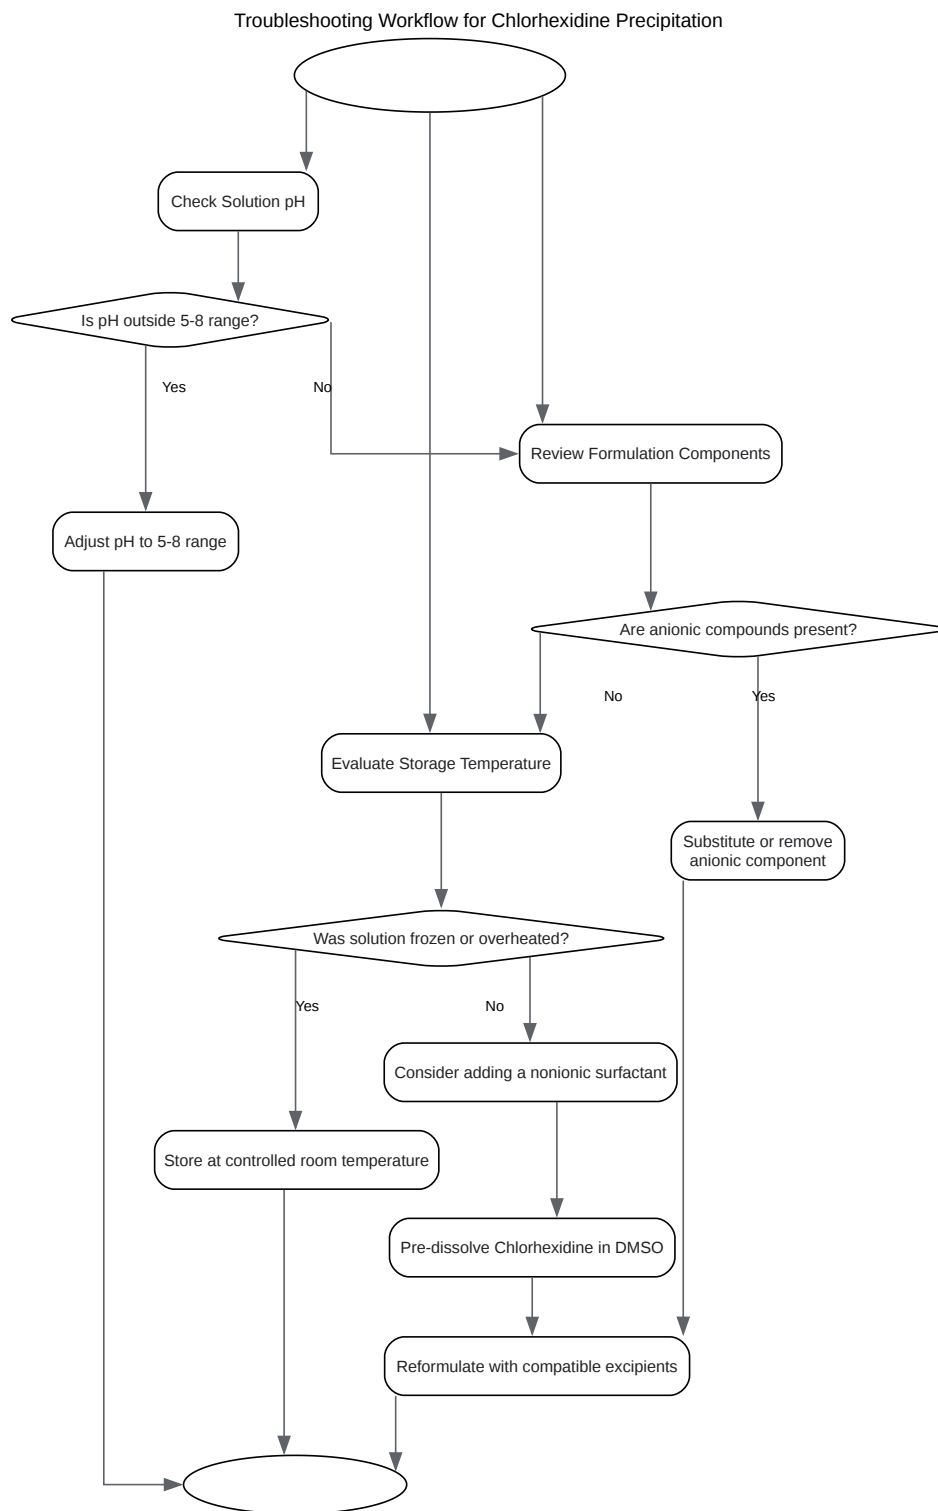 Troubleshooting Workflow for Chlorhexidine Precipitation
Check Solution pH
Is pH outside 5-8 range?
Yes
No
Review Formulation Components
Adjust pH to 5-8 range
Are anionic compounds present?
No
Yes
Evaluate Storage Temperature
Substitute or remove
anionic component
Was solution frozen or overheated?
Yes
No
Consider adding a nonionic surfactant
Store at controlled room temperature
Pre-dissolve Chlorhexidine in DMSO
Reformulate with compatible excipients